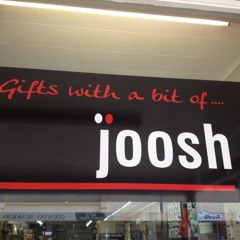 Gifts with a bit of ....
joosh